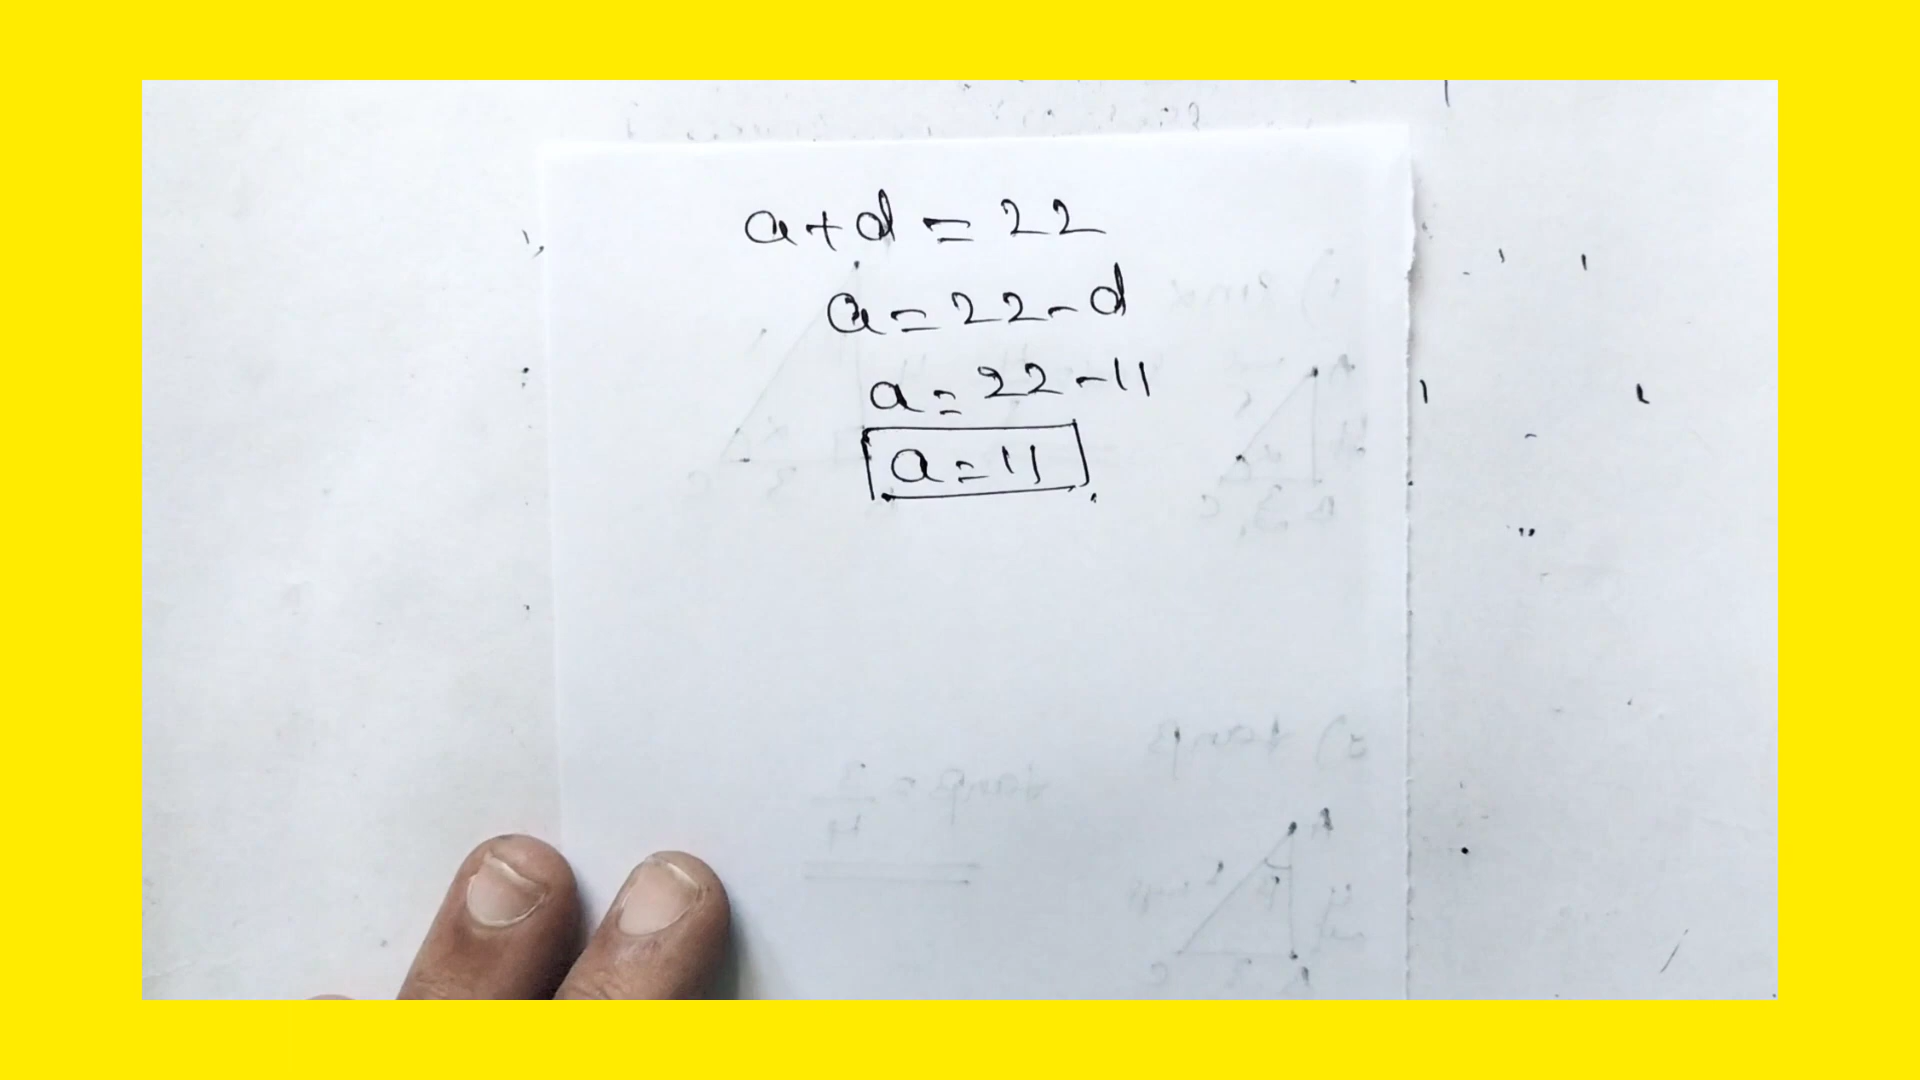 a+d = 22
a = 22-d
a = 22-11
a = 11